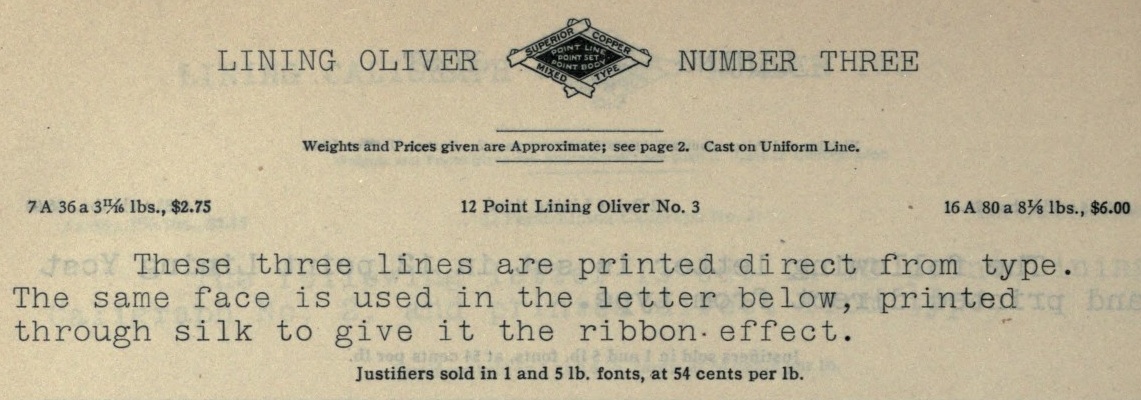 LINING OLIVER SUPERIOR COPPER MIXED TYPE POINT LINE POINT SET POINT BODY NUMBER THREE
Weights and Prices given are Approximate; see page 2. Cast on Uniform Line.
7 A 36 a 3 11/16 lbs., $2.75 12 Point Lining Oliver No. 3 16 A 80 a 8⅛ lbs., $6.00
These three lines are printed direct from type.
The same face is used in the letter below, printed
through silk to give it the ribbon effect.
Justifiers sold in 1 and 5 lb. fonts, at 54 cents per lb.